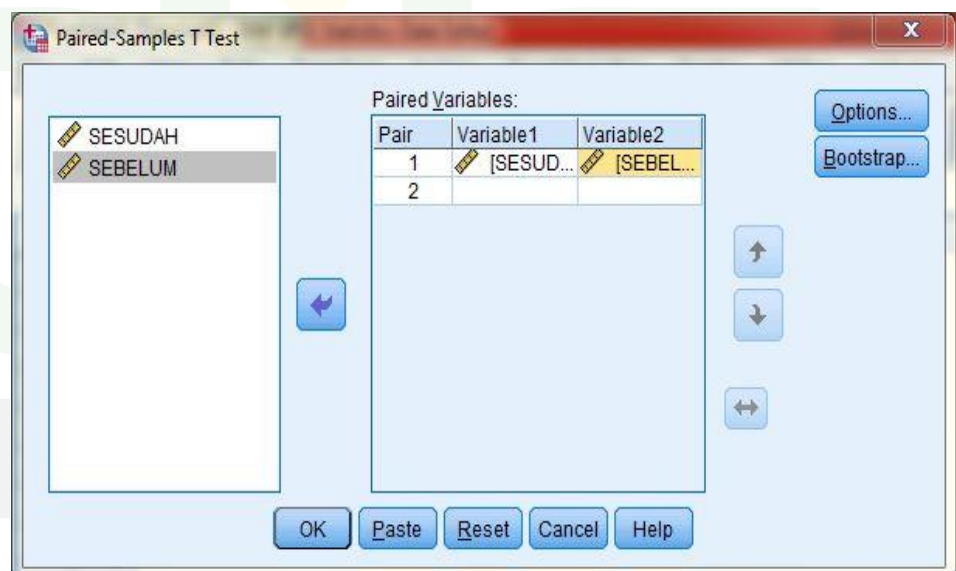 Paired-Samples T Test
X
SESUDAH
SEBELUM
Paired Variables:
Pair Variable1 Variable2
1 [SESUD... [SEBEL...
2
Options...
Bootstrap...
OK Paste Reset Cancel Help